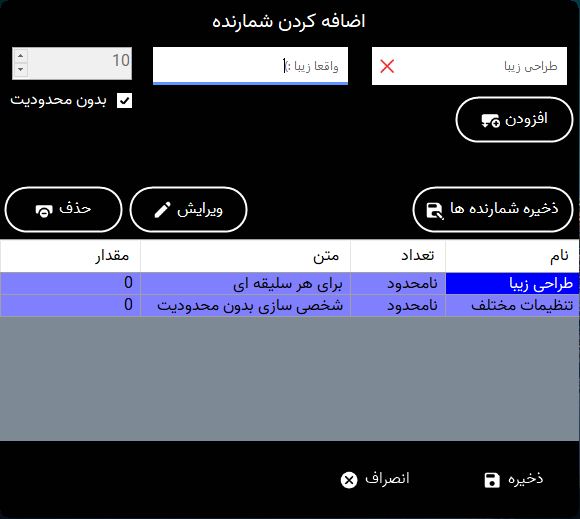 اضافه کردن شمارنده
طراحی زیبا
واقعا زیبا :)
10
بدون محدودیت
افزودن
ذخیره شمارنده ها
ویرایش
حذف
نام تعداد متن مقدار
طراحی زیبا نامحدود برای هر سلیقه ای 0
تنظیمات مختلف نامحدود شخصی سازی بدون محدودیت 0
ذخیره
انصراف